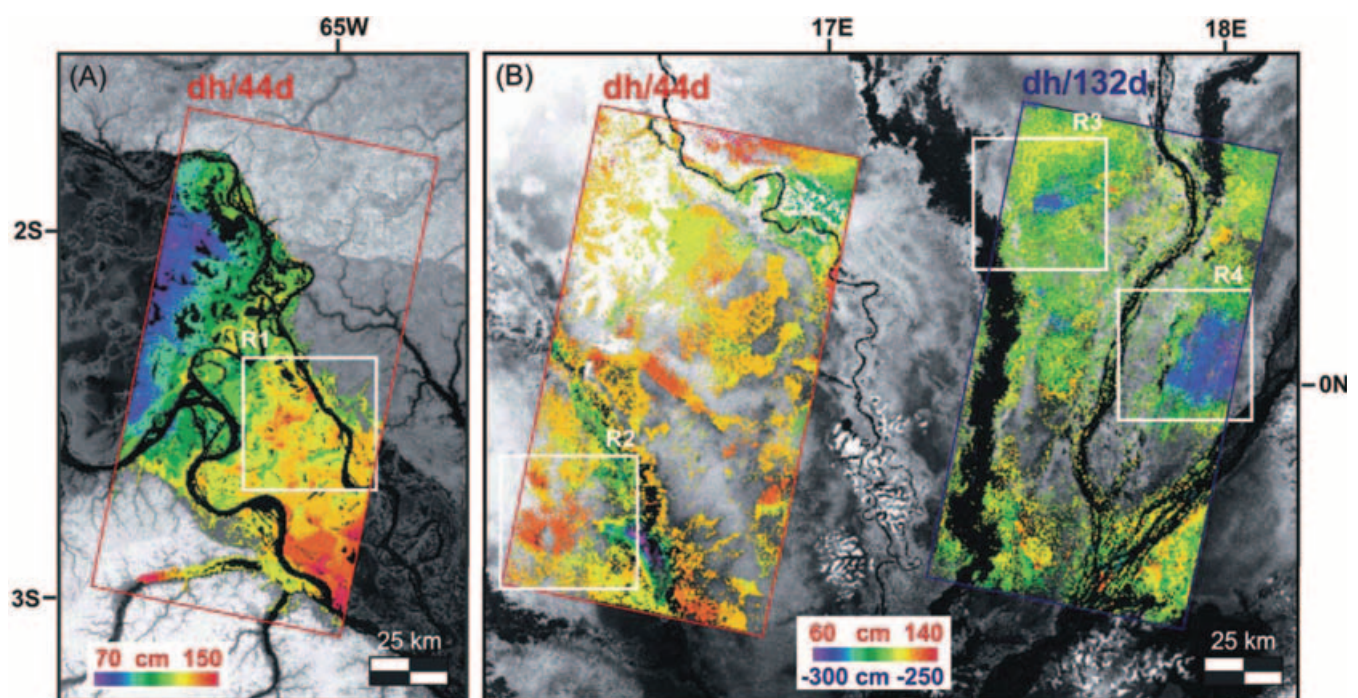 65W
17E
18E
(A)
dh/44d
(B)
dh/44d
dh/132d
R3
2S
R4
R1
0N
R2
3S
25 km
70 cm 150
60 cm 140
-300 cm -250
25 km